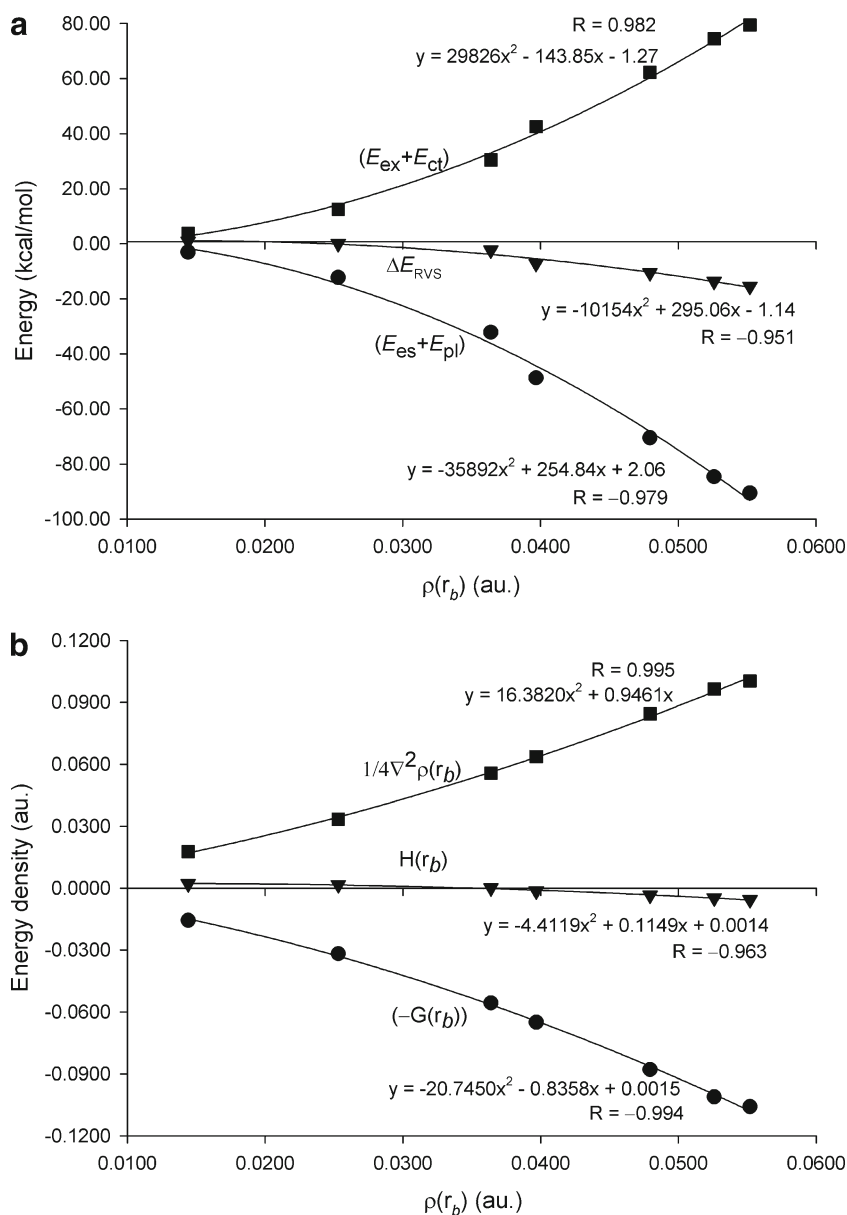 a
80.00
R = 0.982
y = 29826x² - 143.85x - 1.27
60.00
40.00
(Eex+Ect)
20.00
0.00
ΔERVS
-20.00
y = -10154x² + 295.06x - 1.14
R = −0.951
(Ees+Epl)
-40.00
-60.00
-80.00
y = -35892x² + 254.84x + 2.06
R = −0.979
-100.00
Energy (kcal/mol)
0.0100 0.0200 0.0300 0.0400 0.0500 0.0600
ρ(rb) (au.)
b
0.1200
R = 0.995
y = 16.3820x² + 0.9461x
0.0900
0.0600
1/4∇²ρ(rb)
0.0300
H(rb)
0.0000
y = -4.4119x² + 0.1149x + 0.0014
R = −0.963
-0.0300
-0.0600
(−G(rb))
-0.0900
y = -20.7450x² - 0.8358x + 0.0015
R = −0.994
-0.1200
Energy density (au.)
0.0100 0.0200 0.0300 0.0400 0.0500 0.0600
ρ(rb) (au.)